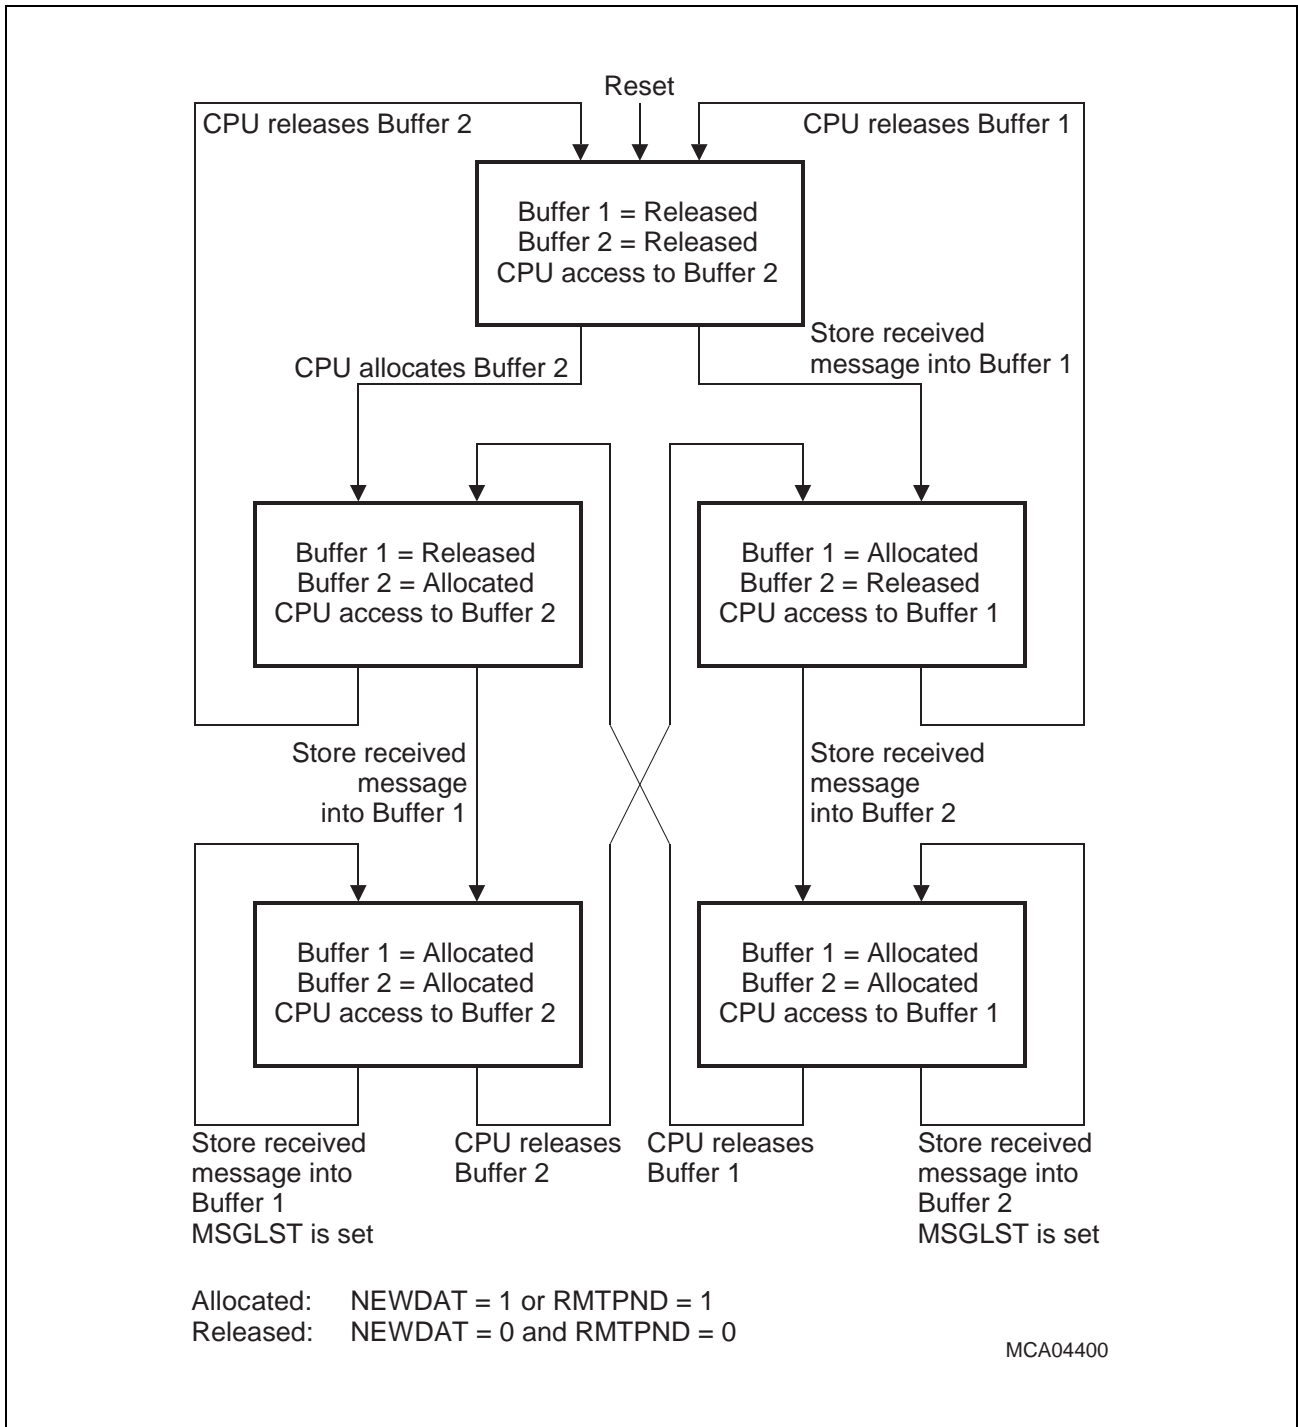 Reset
CPU releases Buffer 2
CPU releases Buffer 1
Buffer 1 = Released
Buffer 2 = Released
CPU access to Buffer 2
CPU allocates Buffer 2
Store received
message into Buffer 1
Buffer 1 = Released
Buffer 2 = Allocated
CPU access to Buffer 2
Buffer 1 = Allocated
Buffer 2 = Released
CPU access to Buffer 1
Store received
message
into Buffer 1
Store received
message
into Buffer 2
Buffer 1 = Allocated
Buffer 2 = Allocated
CPU access to Buffer 2
Buffer 1 = Allocated
Buffer 2 = Allocated
CPU access to Buffer 1
Store received
message into
Buffer 1
MSGLST is set
CPU releases
Buffer 2
CPU releases
Buffer 1
Store received
message into
Buffer 2
MSGLST is set
Allocated: NEWDAT = 1 or RMTPND = 1
Released: NEWDAT = 0 and RMTPND = 0
MCA04400